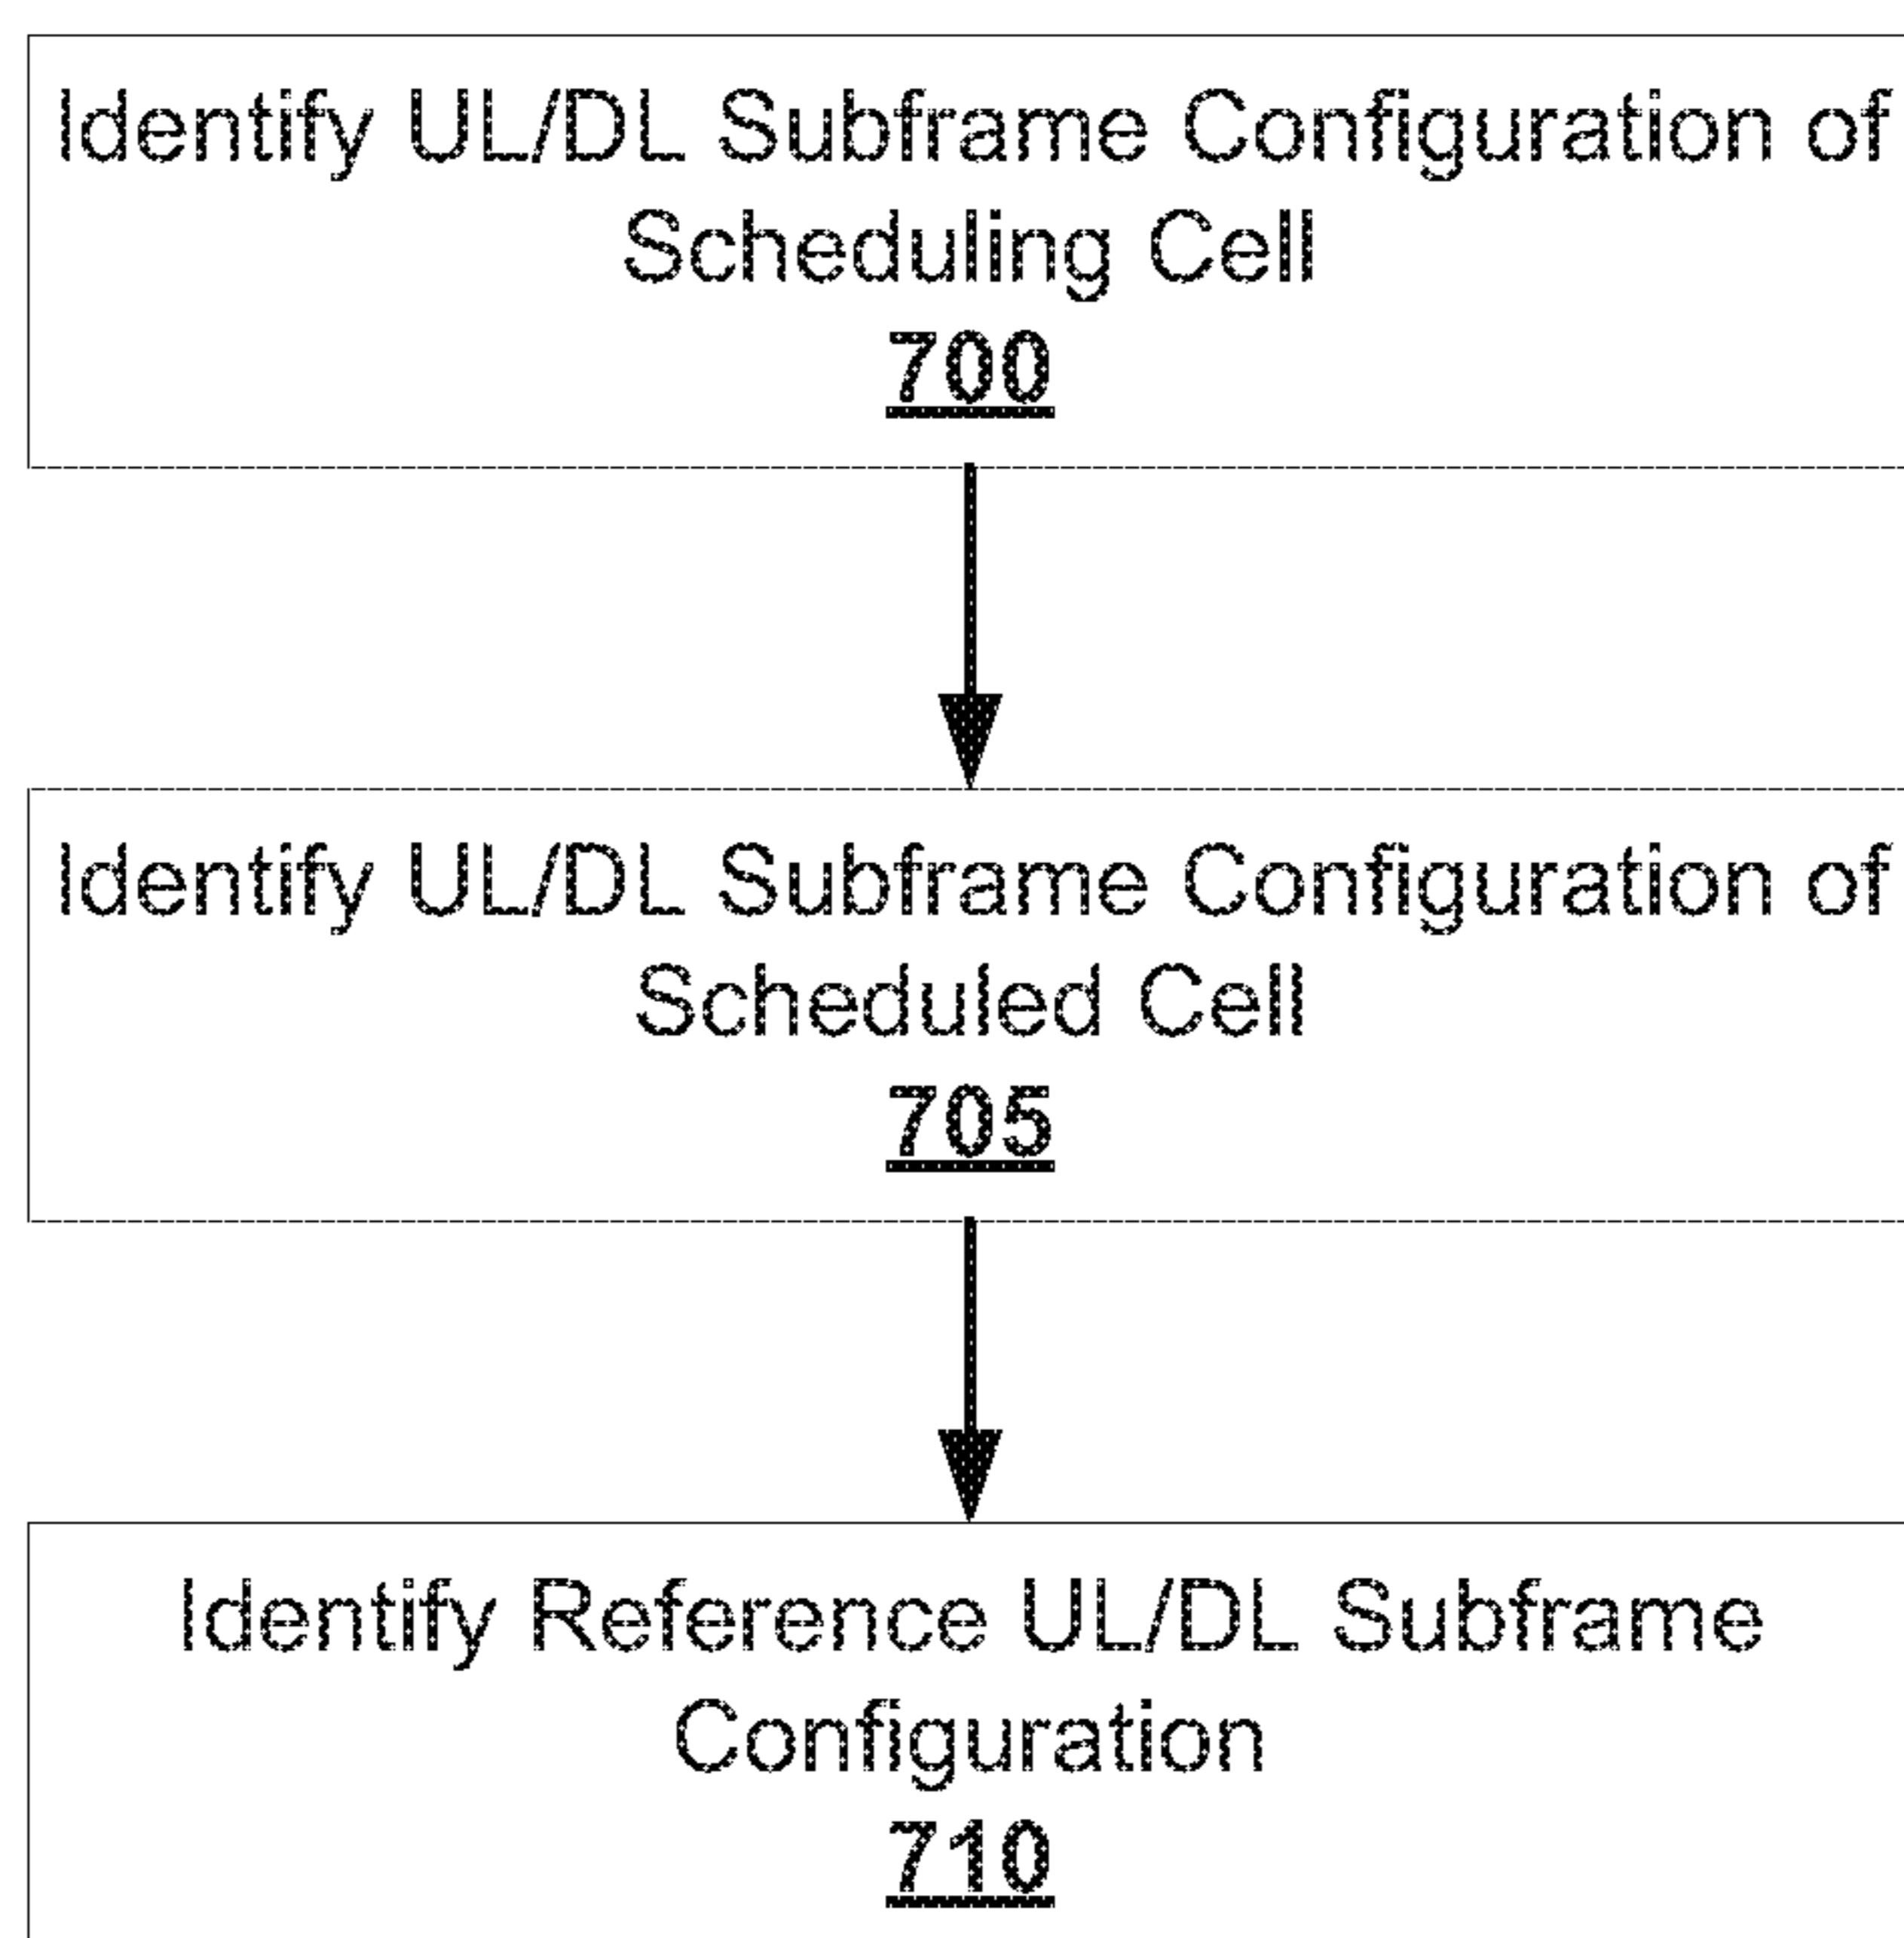 Identify UL/DL Subframe Configuration of
Scheduling Cell
700
Identify UL/DL Subframe Configuration of
Scheduled Cell
705
Identify Reference UL/DL Subframe
Configuration
710